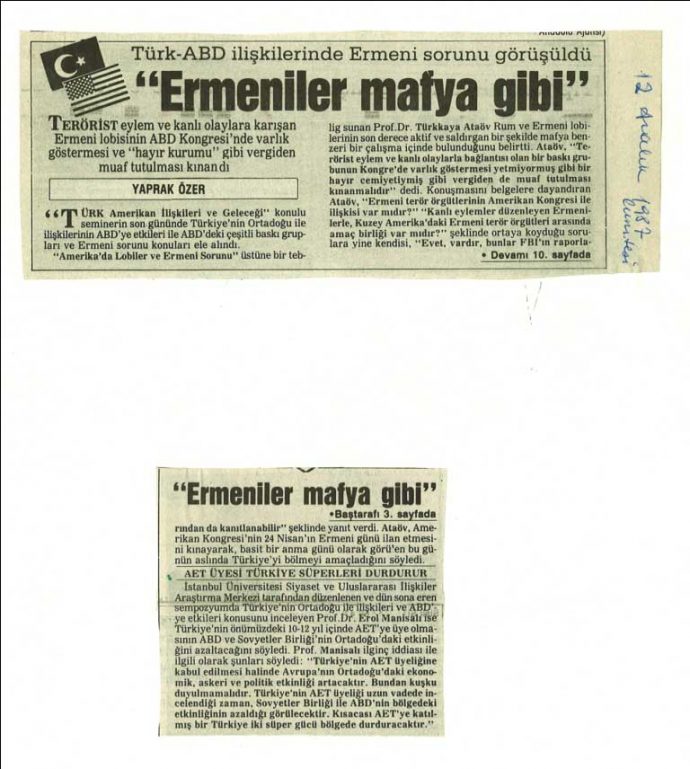 Anadolu Ajansı)
Türk-ABD ilişkilerinde Ermeni sorunu görüşüldü
“Ermeniler mafya gibi”
TERÖRİST eylem ve kanlı olaylara karışan
Ermeni lobisinin ABD Kongresi'nde varlık
göstermesi ve “hayır kurumu” gibi vergiden
muaf tutulması kınandı
YAPRAK ÖZER
“TÜRK Amerikan İlişkileri ve Geleceği” konulu
seminerin son gününde Türkiye'nin Ortadoğu ile
ilişkilerinin ABD'ye etkileri ile ABD'deki çeşitli baskı grup-
ları ve Ermeni sorunu konuları ele alındı.
“Amerika'da Lobiler ve Ermeni Sorunu” üstüne bir teb-
lig sunan Prof.Dr. Türkkaya Ataöv Rum ve Ermeni lobi-
lerinin son derece aktif ve saldırgan bir şekilde mafya ben-
zeri bir çalışma içinde bulunduğunu belirtti. Ataöv, “Te-
rörist eylem ve kanlı olaylarla bağlantısı olan bir baskı gru-
bunun Kongre'de varlık göstermesi yetmiyormuş gibi bir
hayır cemiyetiymiş gibi vergiden de muaf tutulması
kınanmalıdır” dedi. Konuşmasını belgelere dayandıran
Ataöv, “Ermeni terör örgütlerinin Amerikan Kongresi ile
ilişkisi var mıdır?” “Kanlı eylemler düzenleyen Ermeni-
lerle, Kuzey Amerika'daki Ermeni terör örgütleri arasında
amaç birliği var mıdır?” şeklinde ortaya koyduğu soru-
lara yine kendisi, “Evet, vardır, bunlar FBI'ın raporla-
• Devamı 10. sayfada
12 Aralık 1987
“Ermeniler mafya gibi”
•Baştarafı 3. sayfada
rından da kanıtlanabilir” şeklinde yanıt verdi. Ataöv, Ame-
rikan Kongresi'nin 24 Nisan'ın Ermeni günü ilan etmesi-
ni kınayarak, basit bir anma günü olarak görü'en bu gü-
nün aslında Türkiye'yi bölmeyi amaçladığını söyledi.
AET ÜYESİ TÜRKİYE SÜPERLERİ DURDURUR
İstanbul Üniversitesi Siyaset ve Uluslararası İlişkiler
Araştırma Merkezi tarafından düzenlenen ve dün sona eren
sempozyumda Türkiye'nin Ortadoğu ile ilişkileri ve ABD'-
ye etkileri konusunu inceleyen Prof.Dr. Erol Manisalı ise
Türkiye'nin önümüzdeki 10-12 yıl içinde AET'ye üye olma-
sının ABD ve Sovyetler Birliği'nin Ortadoğu'daki etkinli-
ğini azaltacağını söyledi. Prof. Manisalı ilginç iddiası ile
ilgili olarak şunları söyledi: “Türkiye'nin AET üyeliğine
kabul edilmesi halinde Avrupa'nın Ortadoğu'daki ekono-
mik, askeri ve politik etkinliği artacaktır. Bundan kuşku
duyulmamalıdır. Türkiye'nin AET üyeliği uzun vadede in-
celendiği zaman, Sovyetler Birliği ile ABD'nin bölgedeki
etkinliğinin azaldığı görülecektir. Kısacası AET'ye katıl-
mış bir Türkiye iki süper gücü bölgede durduracaktır.”